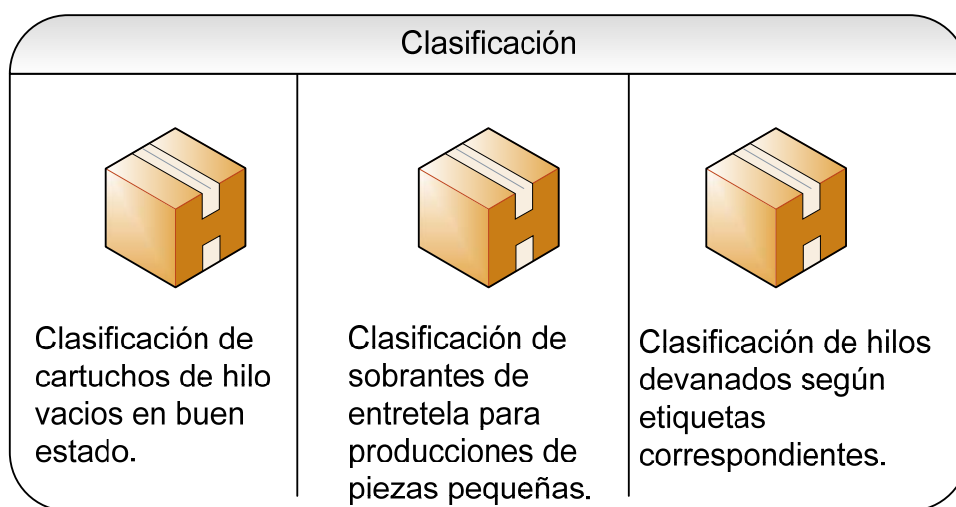 Clasificación
Clasificación de
cartuchos de hilo
vacios en buen
estado.
Clasificación de
sobrantes de
entretela para
producciones de
piezas pequeñas.
Clasificación de hilos
devanados según
etiquetas
correspondientes.